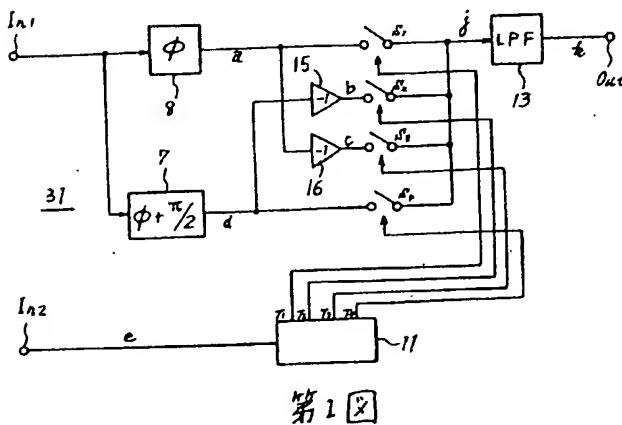 In1
φ
a
S1
j
LPF
k
Out
8
13
15
-1
b
S2
-1
c
S3
16
7
31
φ+π/2
d
S4
In2
e
T1 T2 T3 T4
11
第1図